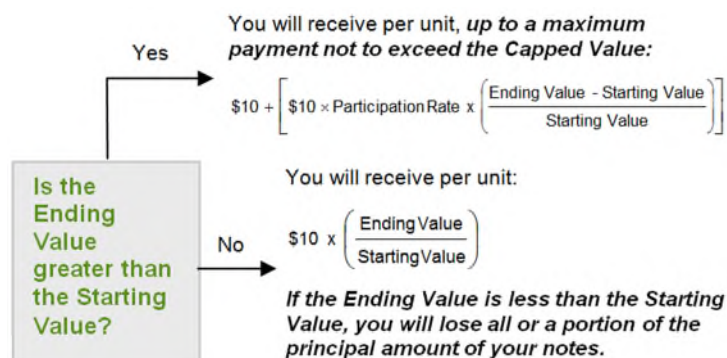 You will receive per unit, up to a maximum
payment not to exceed the Capped Value:
Yes
$10 + [ $10 × Participation Rate x ( Ending Value - Starting Value
Starting Value ) ]
Is the
Ending
Value
greater than
the Starting
Value?
You will receive per unit:
No
$10 x ( Ending Value
Starting Value )
If the Ending Value is less than the Starting
Value, you will lose all or a portion of the
principal amount of your notes.